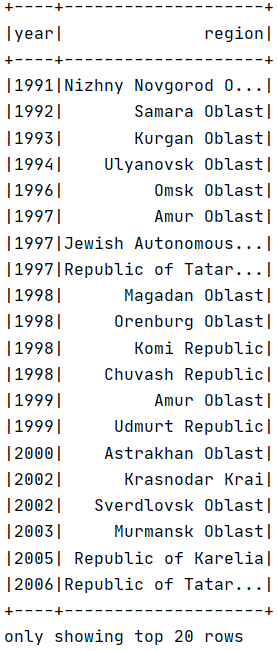 +----+--------------------+
|year|              region|
+----+--------------------+
|1991|Nizhny Novgorod O...|
|1992|       Samara Oblast|
|1993|       Kurgan Oblast|
|1994|    Ulyanovsk Oblast|
|1996|         Omsk Oblast|
|1997|         Amur Oblast|
|1997|Jewish Autonomous...|
|1997|Republic of Tatar...|
|1998|      Magadan Oblast|
|1998|     Orenburg Oblast|
|1998|       Komi Republic|
|1998|    Chuvash Republic|
|1999|         Amur Oblast|
|1999|     Udmurt Republic|
|2000|    Astrakhan Oblast|
|2002|      Krasnodar Krai|
|2002|   Sverdlovsk Oblast|
|2003|     Murmansk Oblast|
|2005| Republic of Karelia|
|2006|Republic of Tatar...|
+----+--------------------+
only showing top 20 rows